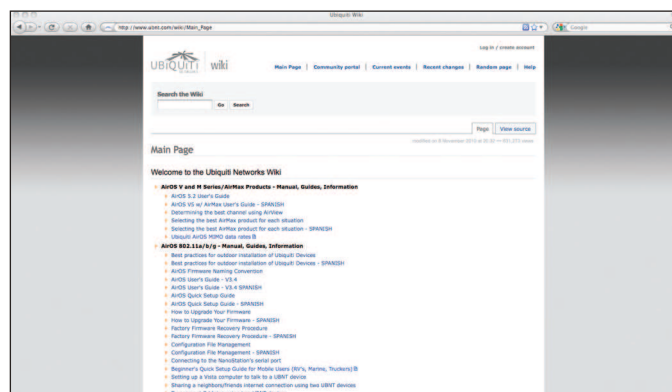 Ubiquiti Wiki
http://www.ubnt.com/wiki/Main_Page
Google
Log in / create account
UBiQUiTi wiki
Main Page | Community portal | Current events | Recent changes | Random page | Help
Search the Wiki
Go Search
Page View source
Main Page
Welcome to the Ubiquiti Networks Wiki
AirOS V and M Series/AirMax Products - Manual, Guides, Information
AirOS 5.2 User's Guide
AirOS V5 w/ AirMax User's Guide - SPANISH
Determining the best channel using AirView
Selecting the best AirMax product for each situation
Selecting the best AirMax product for each situation - SPANISH
Ubiquiti AirOS MIMO data rates
AirOS 802.11a/b/g - Manual, Guides, Information
Best practices for outdoor installation of Ubiquiti Devices
Best practices for outdoor installation of Ubiquiti Devices - SPANISH
AirOS Firmware Naming Convention
AirOS User's Guide - V3.4
AirOS User's Guide - V3.4 SPANISH
AirOS Quick Setup Guide
AirOS Quick Setup Guide - SPANISH
How to Upgrade Your Firmware
How to Upgrade Your Firmware - SPANISH
Factory Firmware Recovery Procedure
Factory Firmware Recovery Procedure - SPANISH
Configuration File Management
Configuration File Management - SPANISH
Connecting to the NanoStation's serial port
Beginner's Quick Setup Guide for Mobile Users (RV's, Marins, Truckers)
Setting up a Vista computer to talk to a UBNT device
Sharing a neighbors/friends internet connection using two UBNT devices